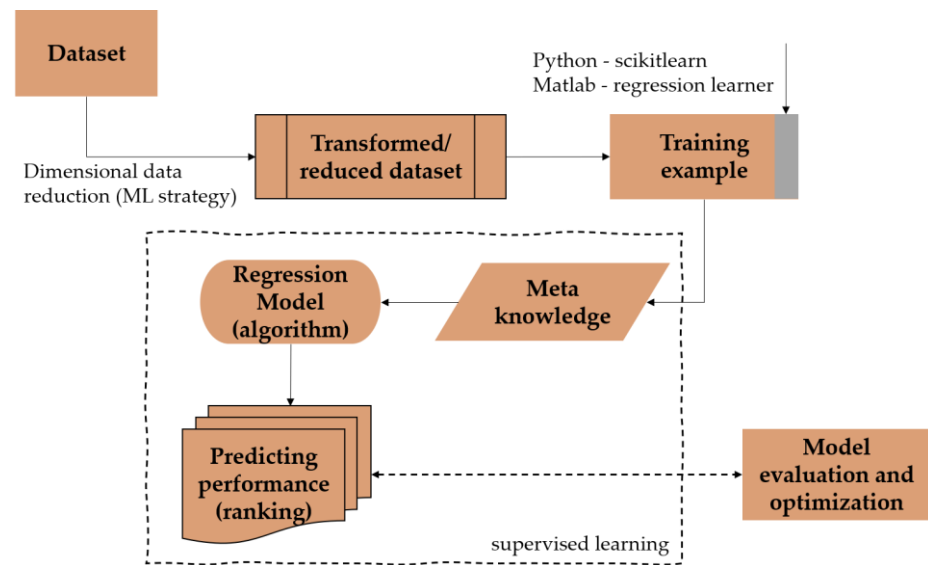 Dataset
Python - scikitlearn
Matlab - regression learner
Dimensional data
reduction (ML strategy)
Transformed/
reduced dataset
Training
example
Regression
Model
(algorithm)
Meta
knowledge
Predicting
performance
(ranking)
Model
evaluation and
optimization
supervised learning